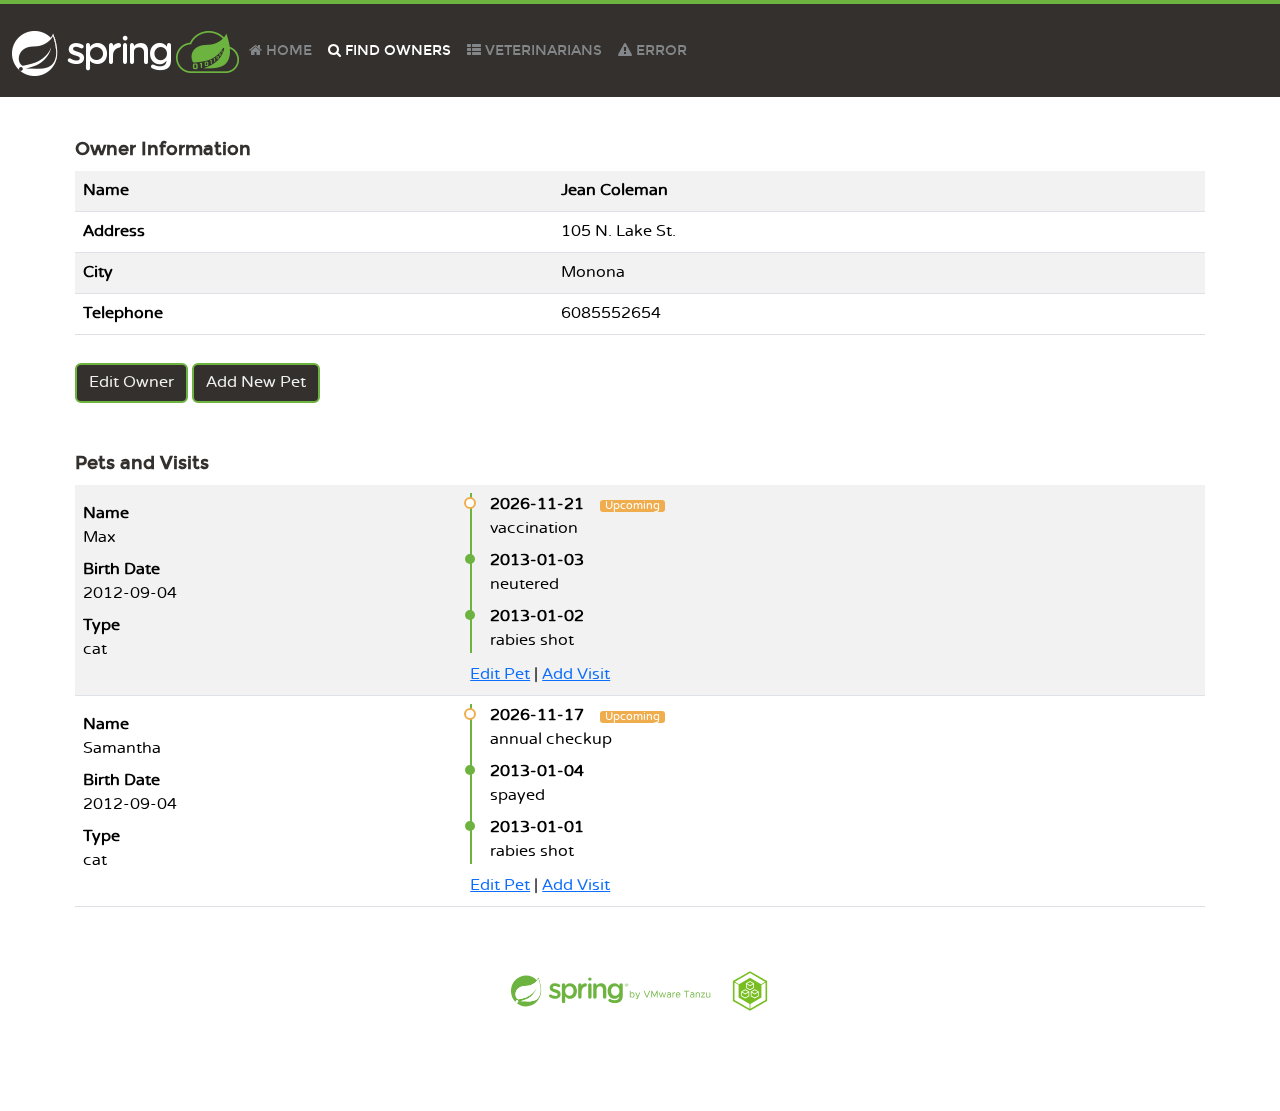 spring HOME FIND OWNERS VETERINARIANS ERROR
Owner Information
Name Jean Coleman
Address 105 N. Lake St.
City Monona
Telephone 6085552654
Edit Owner Add New Pet
Pets and Visits
Name
Max
Birth Date
2012-09-04
Type
cat
2026-11-21 Upcoming
vaccination
2013-01-03
neutered
2013-01-02
rabies shot
Edit Pet | Add Visit
Name
Samantha
Birth Date
2012-09-04
Type
cat
2026-11-17 Upcoming
annual checkup
2013-01-04
spayed
2013-01-01
rabies shot
Edit Pet | Add Visit
spring by VMware Tanzu